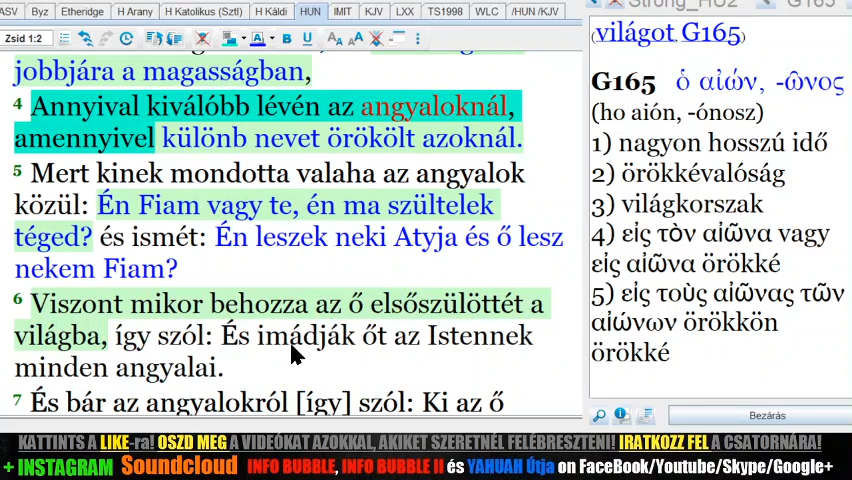 ASV Byz Etheridge H Arany H Katolikus (Sztl) H Káldi HUN IMIT KJV LXX TS1998 WLC /HUN /KJV
Strong_HU2 G165
Zsid 1:2
(világot, G165)
jobbjára a magasságban,
4 Annyival kiválóbb lévén az angyaloknál,
amennyivel különb nevet örökölt azoknál.
5 Mert kinek mondotta valaha az angyalok
közül: Én Fiam vagy te, én ma szültelek
téged? és ismét: Én leszek neki Atyja és ő lesz
nekem Fiam?
6 Viszont mikor behozza az ő elsőszülöttét a
világba, így szól: És imádják őt az Istennek
minden angyalai.
7 És bár az angyalokról [így] szól: Ki az ő
G165 ὁ αἰών, -ῶνος
(ho aión, -ónosz)
1) nagyon hosszú idő
2) örökkévalóság
3) világkorszak
4) εἰς τὸν αἰῶνα vagy
εἰς αἰῶνα örökké
5) εἰς τοὺς αἰῶνας τῶν
αἰώνων örökkön
örökké
Bezárás
KATTINTS A LIKE-ra! OSZD MEG A VIDEÓKAT AZOKKAL, AKIKET SZERETNÉL FELÉBRESZTENI! IRATKOZZ FEL A CSATORNÁRA!
+ INSTAGRAM Soundcloud INFO BUBBLE, INFO BUBBLE II és YAHUAH Útja on FaceBook/Youtube/Skype/Google+